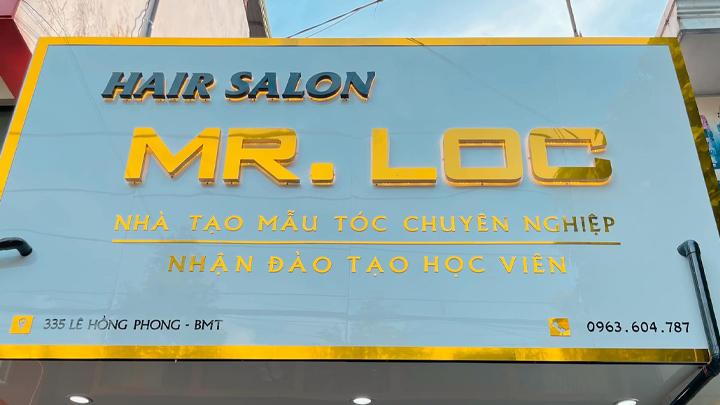 HAIR SALON
MR. LOC
NHÀ TẠO MẪU TÓC CHUYÊN NGHIỆP
NHẬN ĐÀO TẠO HỌC VIÊN
335 LÊ HỒNG PHONG - BMT
0963.604.787